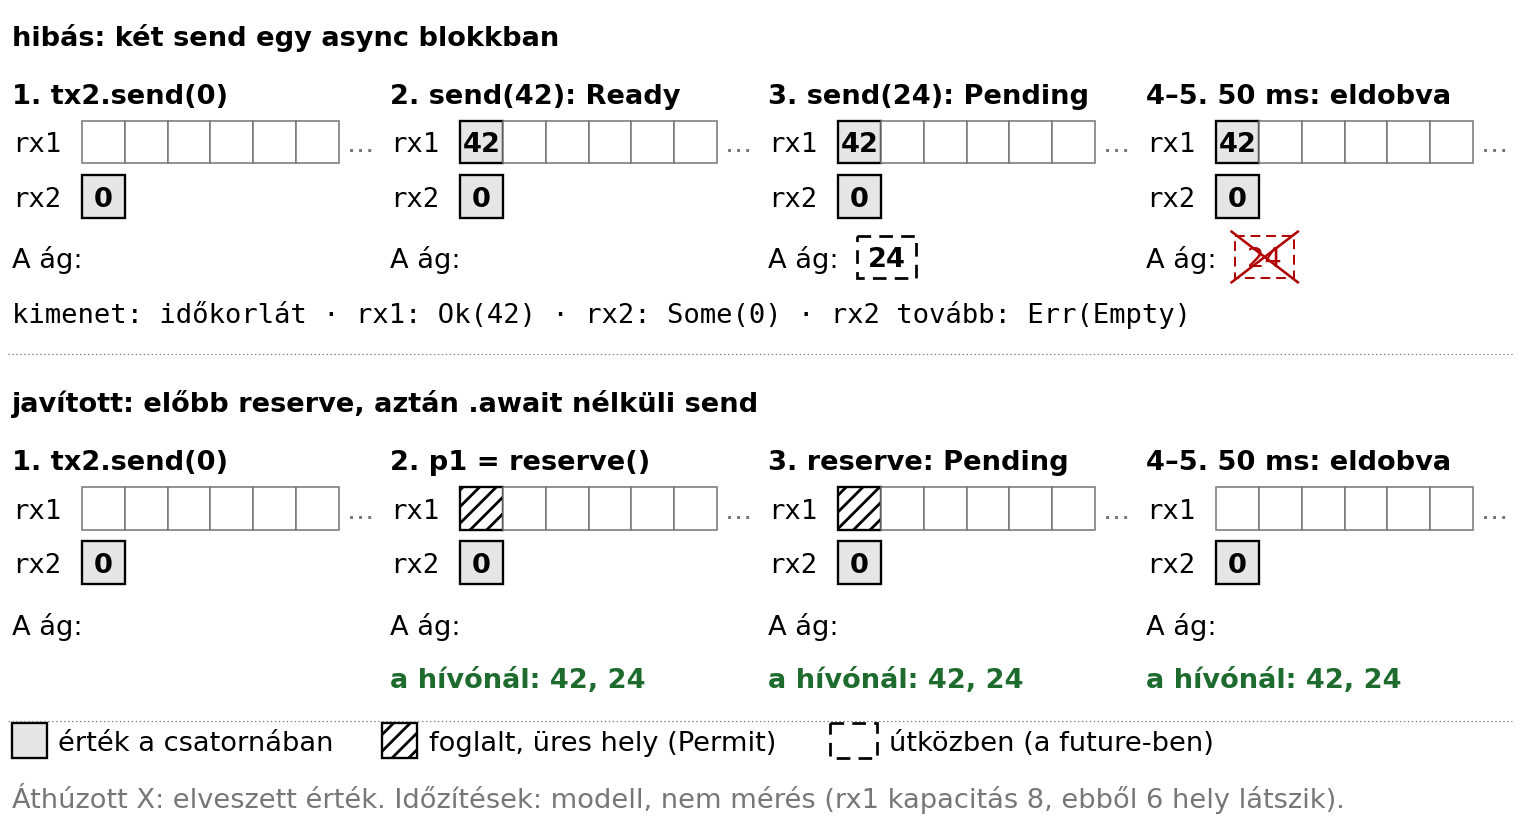 hibás: két send egy async blokkban
1. tx2.send(0) 2. send(42): Ready 3. send(24): Pending 4–5. 50 ms: eldobva
rx1 … rx1 42 … rx1 42 … rx1 42 …
rx2 0 rx2 0 rx2 0 rx2 0
A ág: A ág: A ág: 24 A ág: 24
kimenet: időkorlát · rx1: Ok(42) · rx2: Some(0) · rx2 tovább: Err(Empty)
javított: előbb reserve, aztán .await nélküli send
1. tx2.send(0) 2. p1 = reserve() 3. reserve: Pending 4–5. 50 ms: eldobva
rx1 … rx1 … rx1 … rx1 …
rx2 0 rx2 0 rx2 0 rx2 0
A ág: A ág: A ág: A ág:
a hívónál: 42, 24 a hívónál: 42, 24 a hívónál: 42, 24
érték a csatornában foglalt, üres hely (Permit) útközben (a future-ben)
Áthúzott X: elveszett érték. Időzítések: modell, nem mérés (rx1 kapacitás 8, ebből 6 hely látszik).